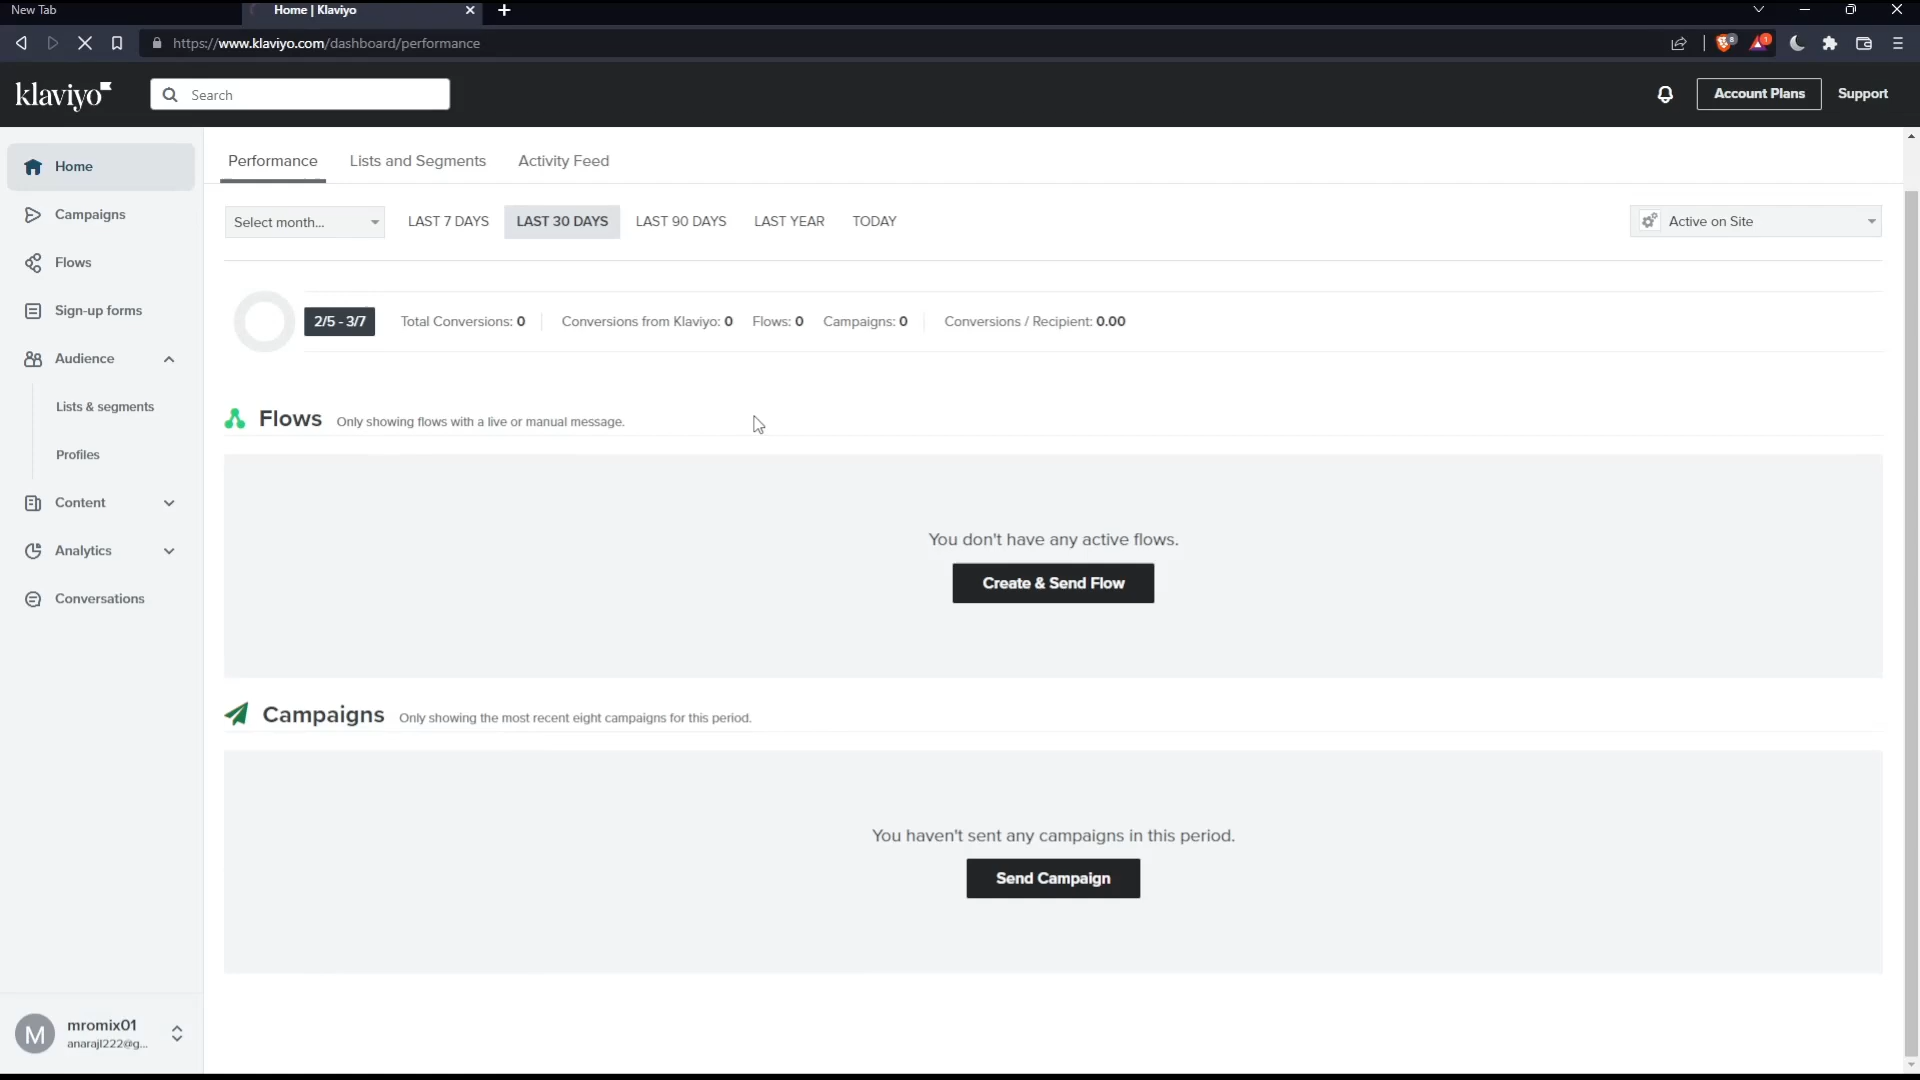 New Tab
Home | Klaviyo
https://www.klaviyo.com/dashboard/performance
8
1
klaviyo
Search
Account Plans
Support
Home
Campaigns
Flows
Sign-up forms
Audience
Lists & segments
Profiles
Content
Analytics
Conversations
Performance
Lists and Segments
Activity Feed
Select month...
LAST 7 DAYS
LAST 30 DAYS
LAST 90 DAYS
LAST YEAR
TODAY
Active on Site
2/5 - 3/7
Total Conversions: 0
Conversions from Klaviyo: 0
Flows: 0
Campaigns: 0
Conversions / Recipient: 0.00
Flows Only showing flows with a live or manual message.
You don't have any active flows.
Create & Send Flow
Campaigns Only showing the most recent eight campaigns for this period.
You haven't sent any campaigns in this period.
Send Campaign
M
mromix01
anarajl222@g...